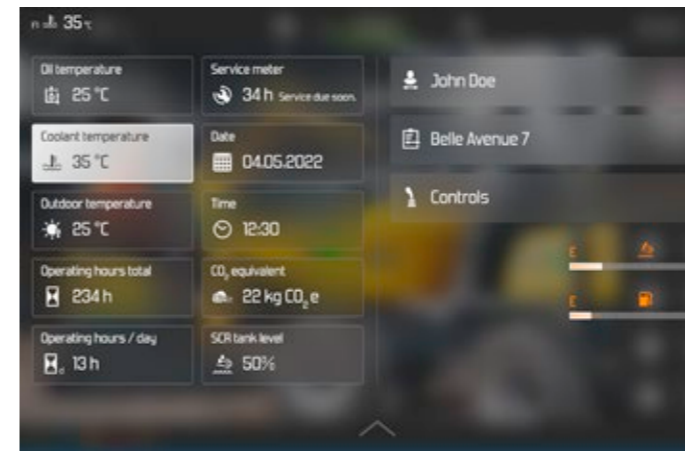 n 35°C
Oil temperature
25 °C
Service meter
34 h Service due soon.
Coolant temperature
35 °C
Date
04.05.2022
Outdoor temperature
25 °C
Time
12:30
Operating hours total
234 h
CO₂ equivalent
22 kg CO₂e
Operating hours / day
d 13 h
SCR tank level
50%
John Doe
Belle Avenue 7
Controls
E
E